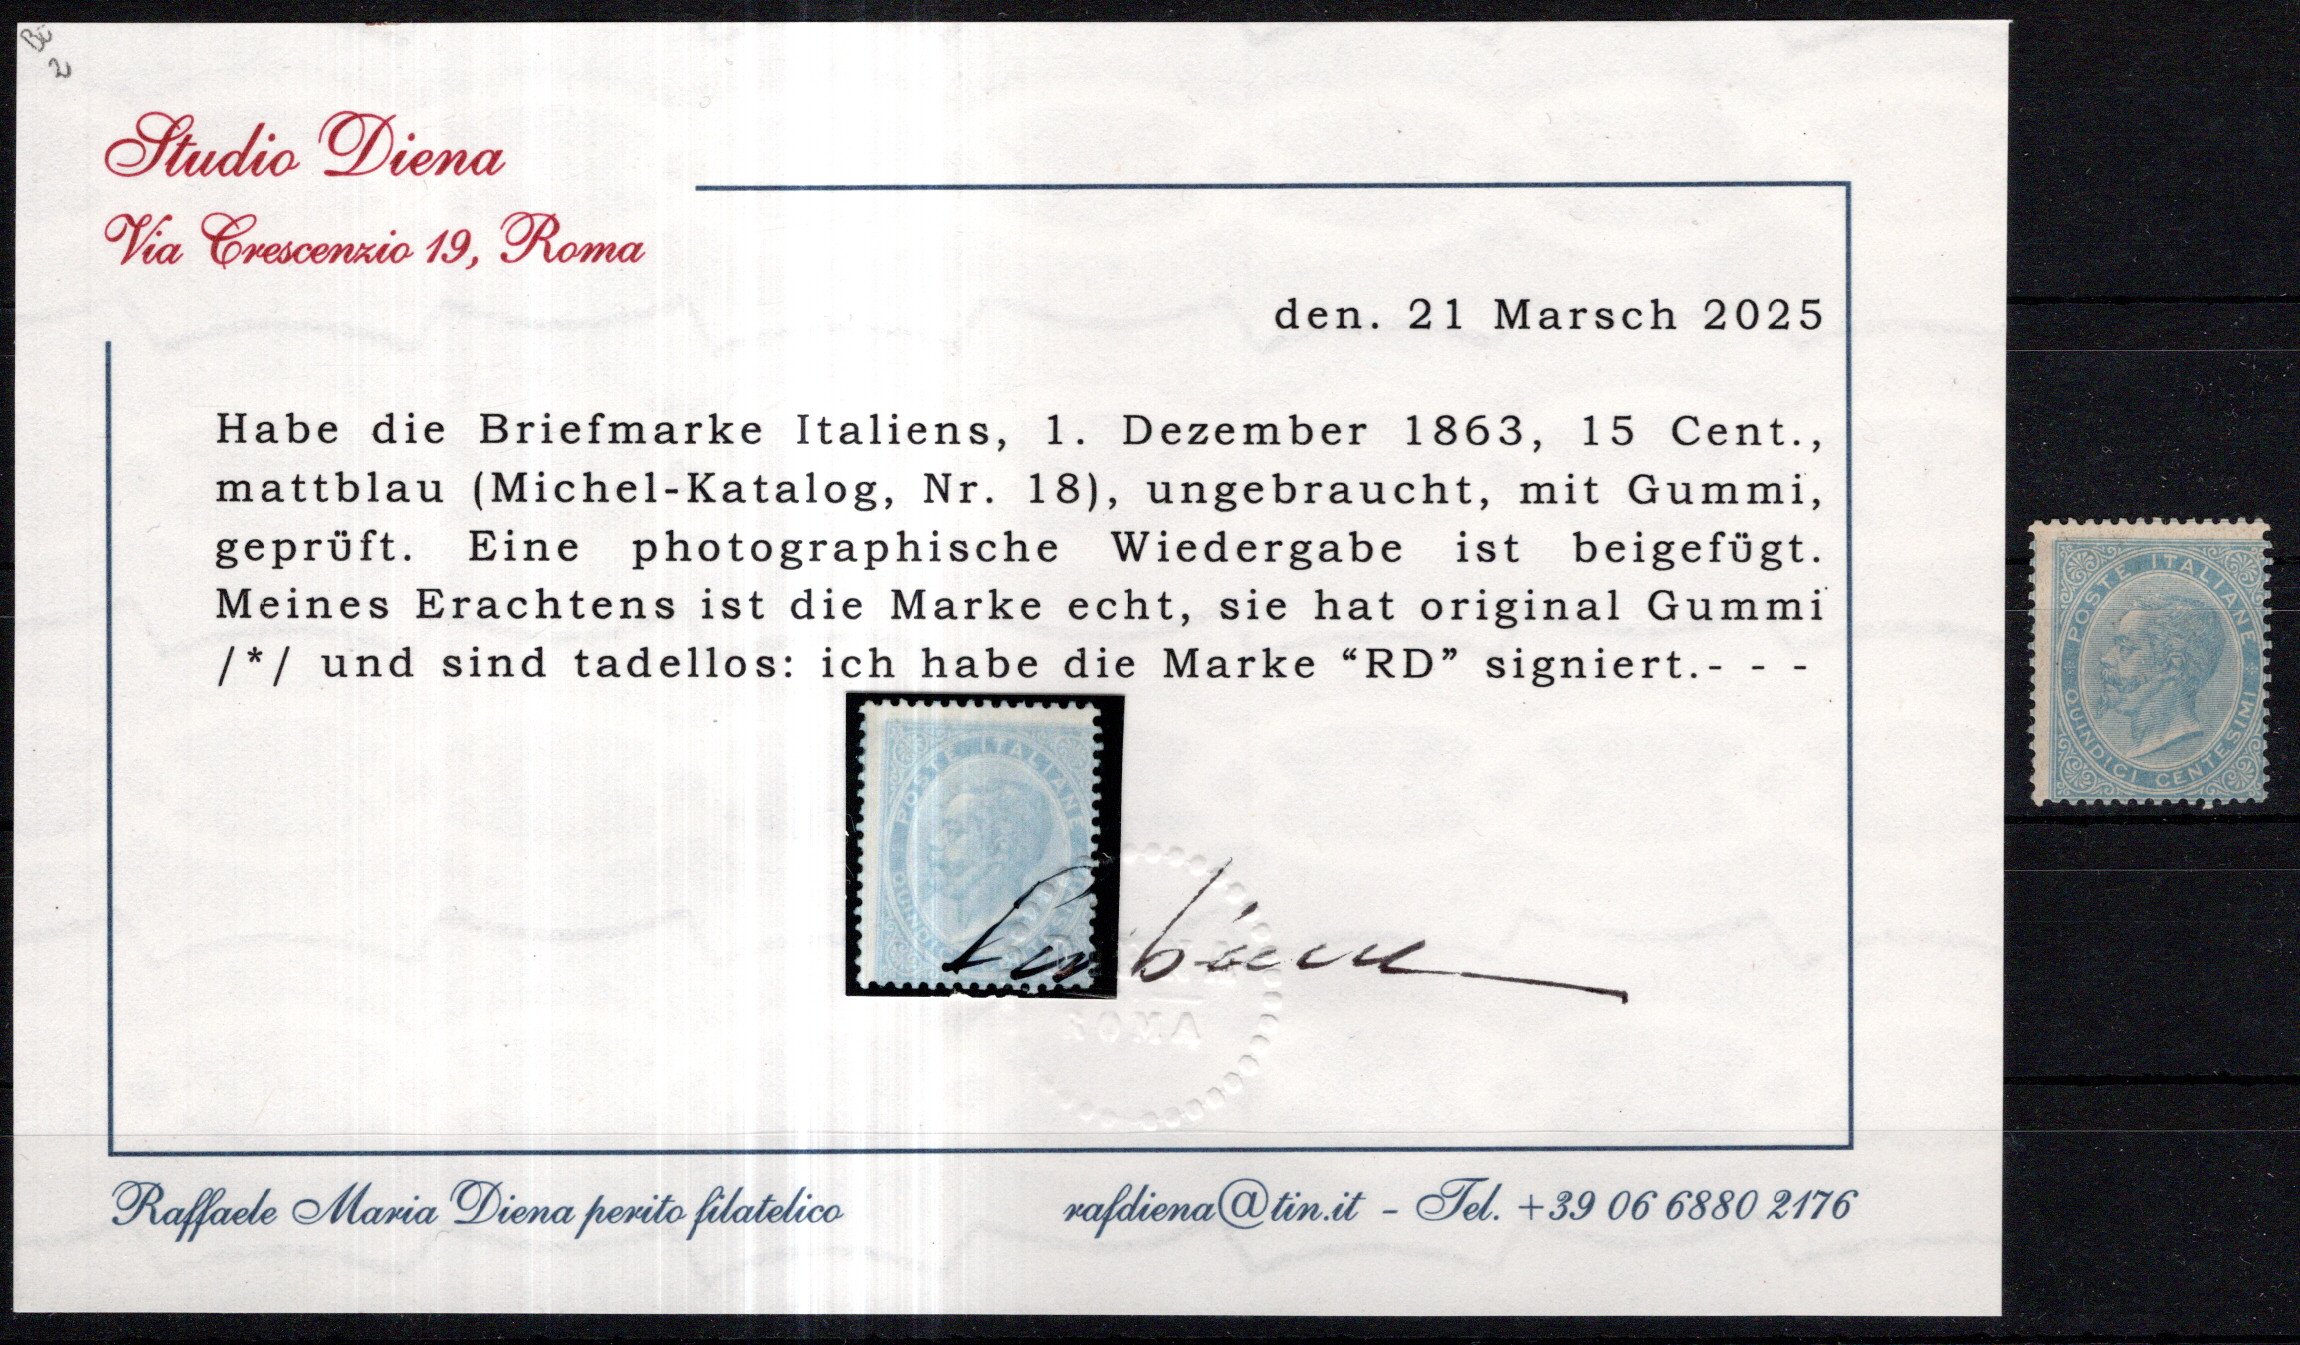 Studio Diena
Via Crescenzio 19, Roma
den. 21 Marsch 2025
Habe die Briefmarke Italiens, 1. Dezember 1863, 15 Cent.,
mattblau (Michel-Katalog, Nr. 18), ungebraucht, mit Gummi,
geprüft. Eine photographische Wiedergabe ist beigefügt.
Meines Erachtens ist die Marke echt, sie hat original Gummi
/*/ und sind tadellos: ich habe die Marke “RD” signiert.- - -
POSTE ITALIANE
Raffaele Maria Diena perito filatelico
rafdiena@tin.it - Tel. +39 06 6880 2176
POSTE ITALIANE
QUINDICI CENTESIMI